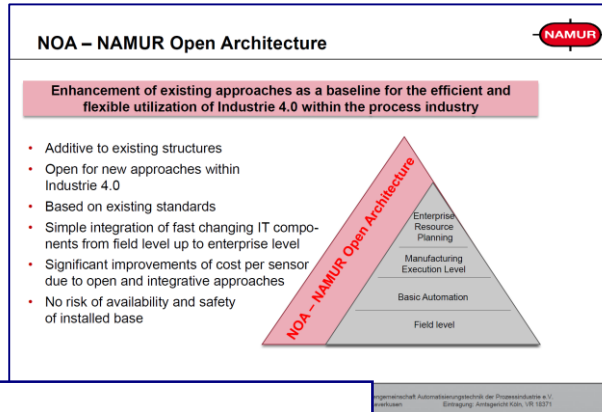 NOA – NAMUR Open Architecture
NAMUR
Enhancement of existing approaches as a baseline for the efficient and
flexible utilization of Industrie 4.0 within the process industry
• Additive to existing structures
• Open for new approaches within
Industrie 4.0
• Based on existing standards
• Simple integration of fast changing IT compo-
nents from field level up to enterprise level
• Significant improvements of cost per sensor
due to open and integrative approaches
• No risk of availability and safety
of installed base
NOA – NAMUR Open Architecture
Enterprise
Resource
Planning
Manufacturing
Execution Level
Basic Automation
Field level
engemeinschaft Automatisierungstechnik der Prozessindustrie e.V.
everkusen Eintragung: Amtsgericht Köln, VR 18371